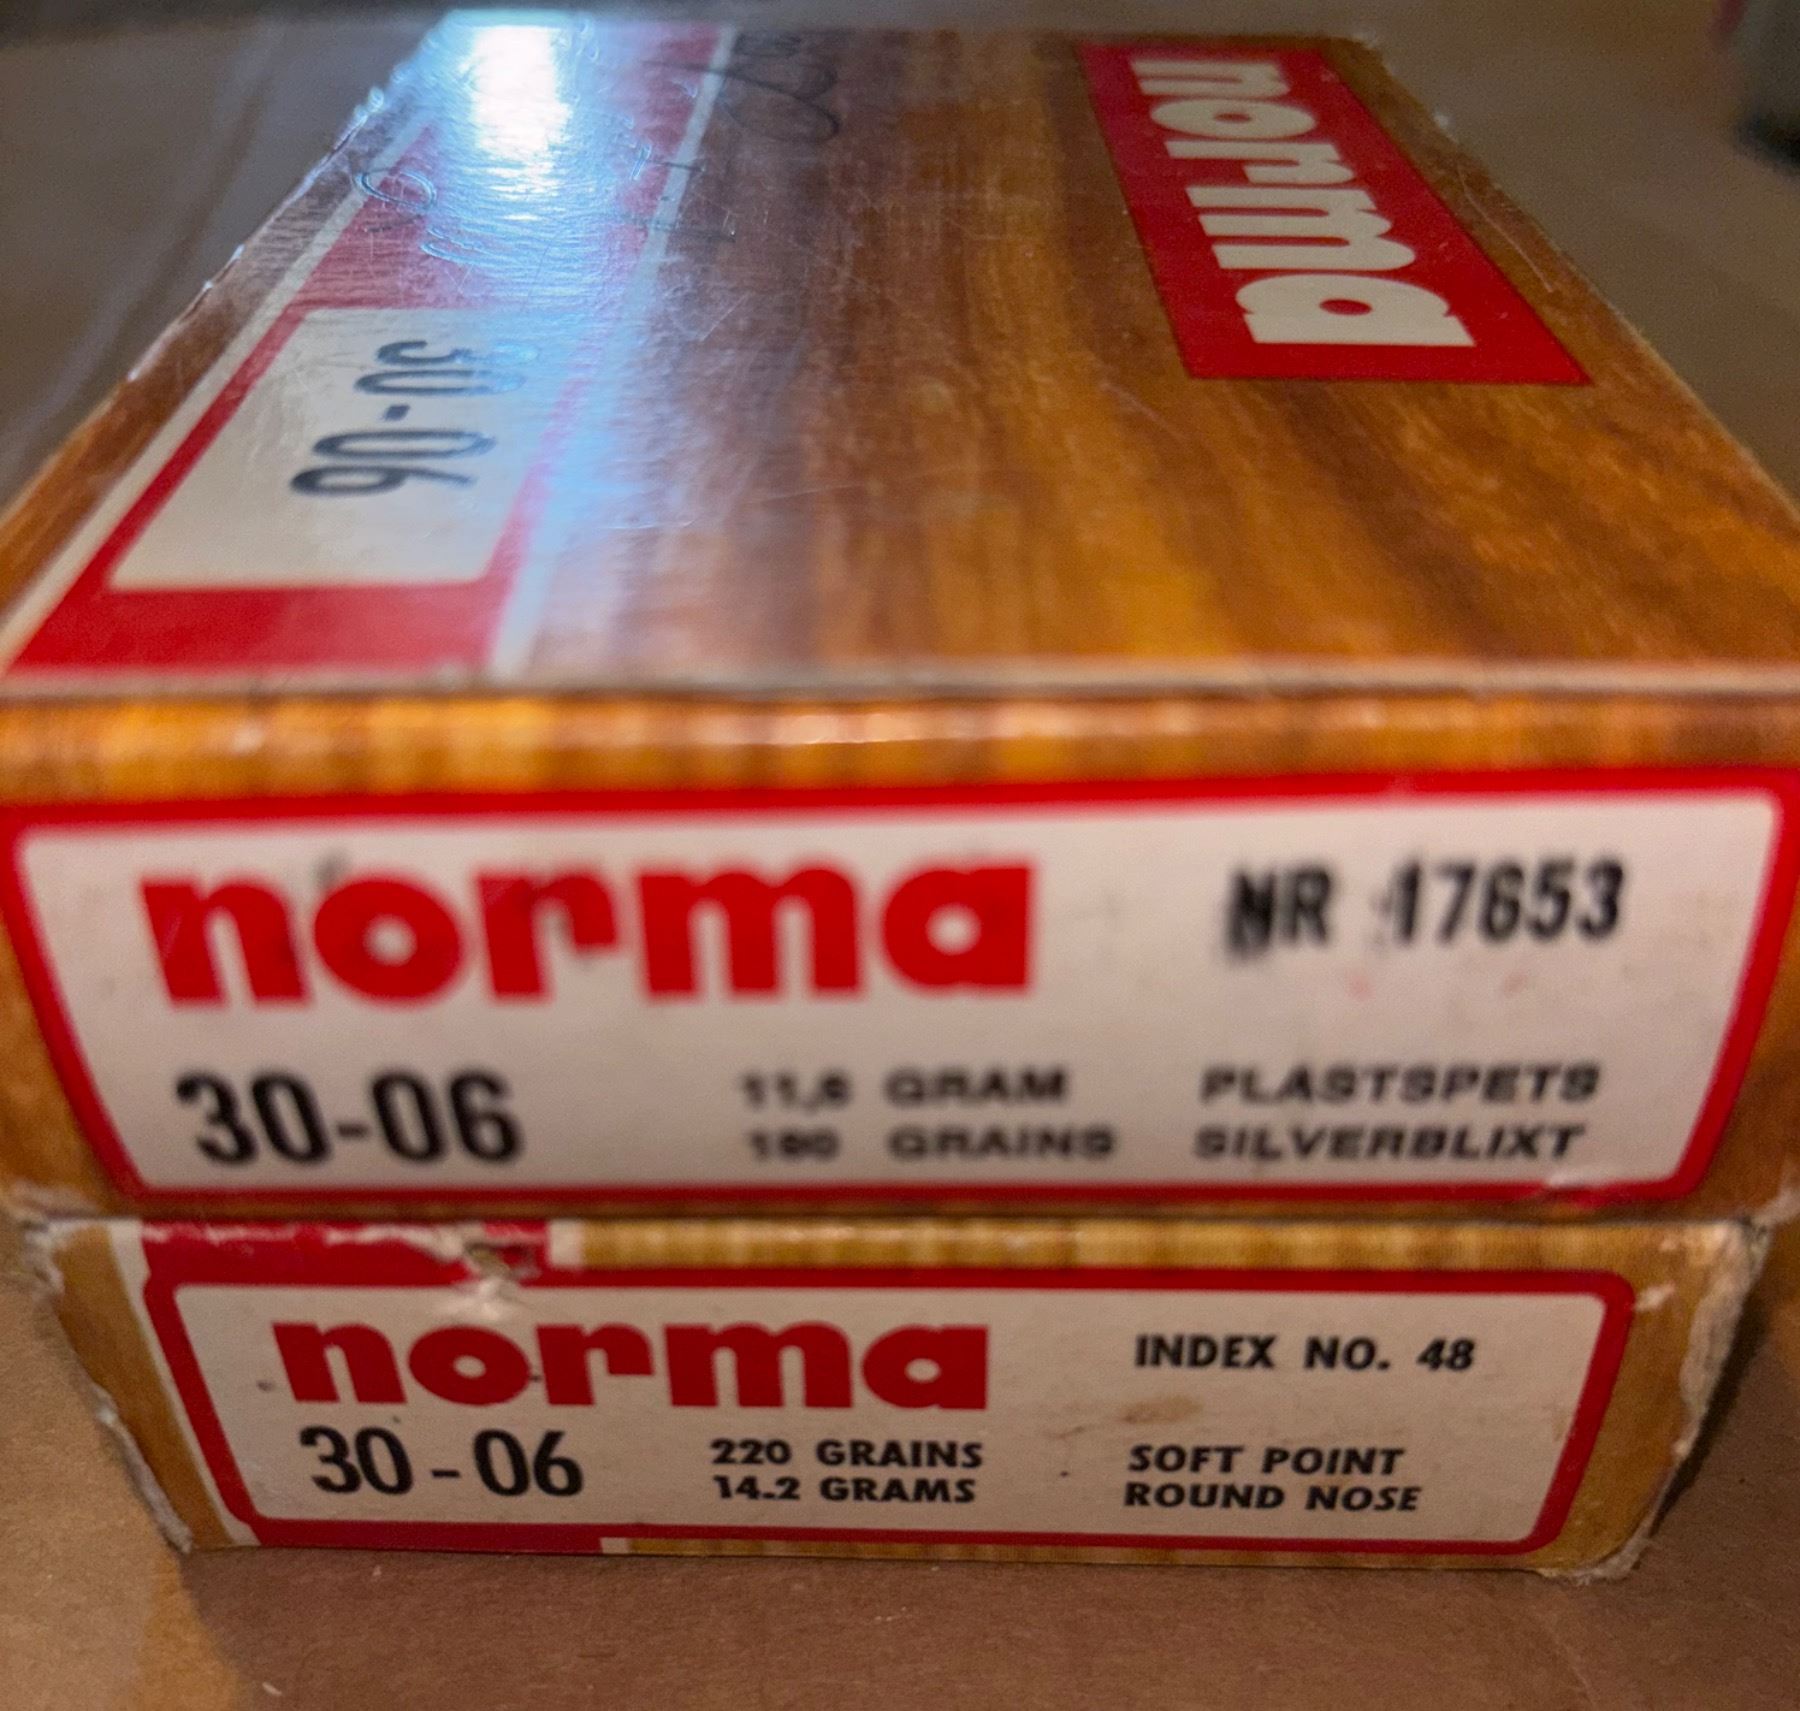 norma
30-06
norma NR 17653
30-06 11,6 GRAM PLASTSPETS
180 GRAINS SILVERBLIXT
norma INDEX NO. 48
30-06 220 GRAINS SOFT POINT
14.2 GRAMS ROUND NOSE